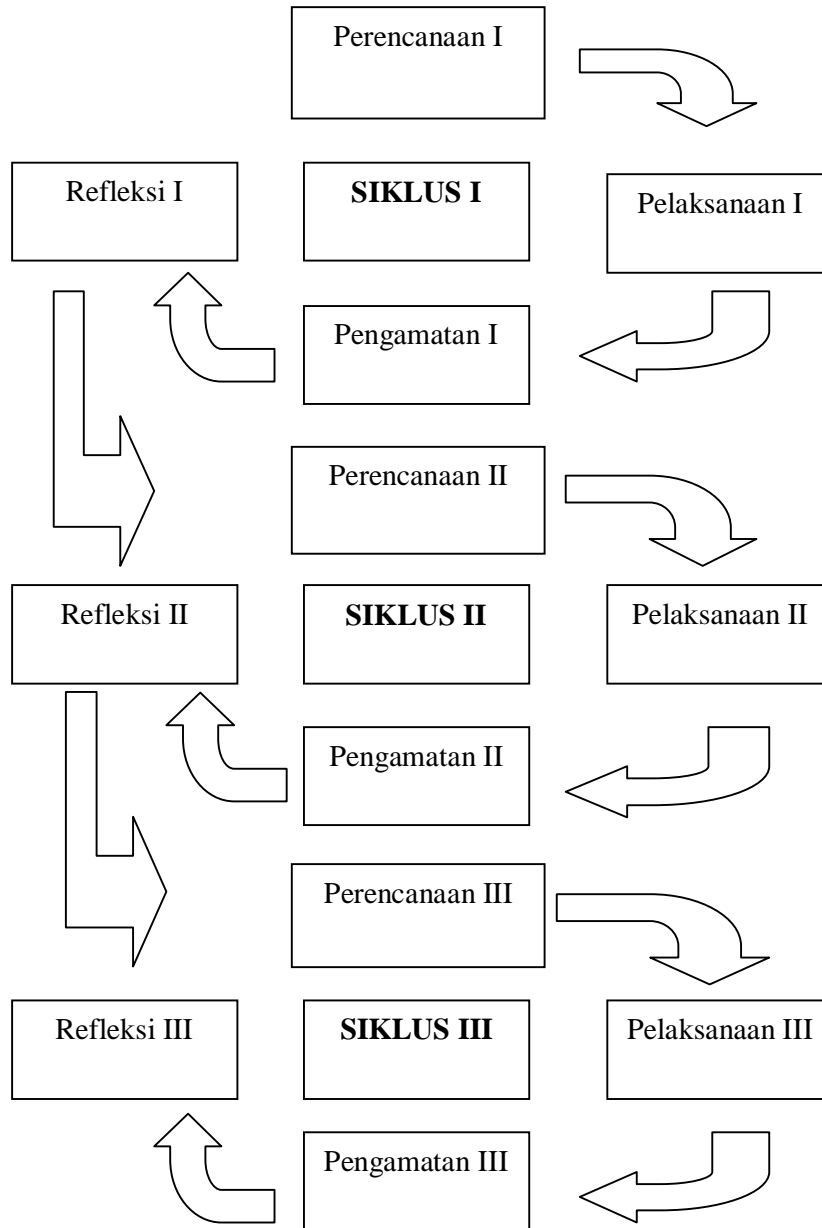 Perencanaan I
Refleksi I
SIKLUS I
Pelaksanaan I
Pengamatan I
Perencanaan II
Refleksi II
SIKLUS II
Pelaksanaan II
Pengamatan II
Perencanaan III
Refleksi III
SIKLUS III
Pelaksanaan III
Pengamatan III